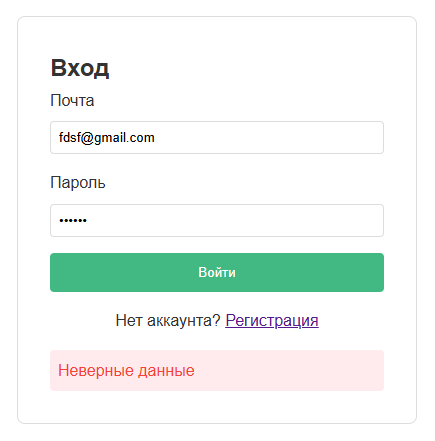 Вход
Почта
fdsf@gmail.com
Пароль
••••••
Войти
Нет аккаунта? Регистрация
Неверные данные